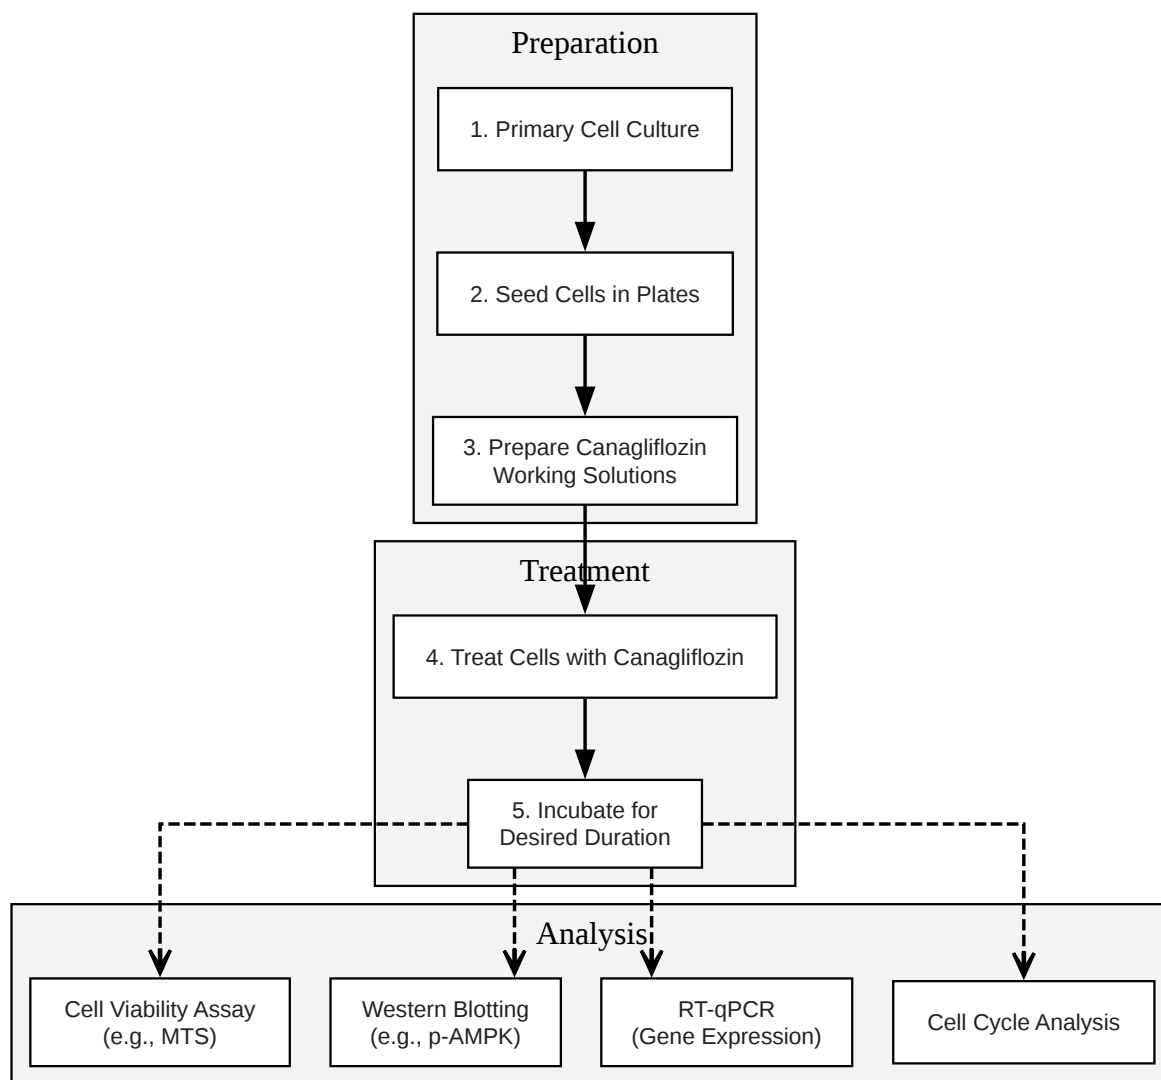 Preparation
1. Primary Cell Culture
2. Seed Cells in Plates
3. Prepare Canagliflozin
Working Solutions
Treatment
4. Treat Cells with Canagliflozin
5. Incubate for
Desired Duration
Analysis
Cell Viability Assay
(e.g., MTS)
Western Blotting
(e.g., p-AMPK)
RT-qPCR
(Gene Expression)
Cell Cycle Analysis